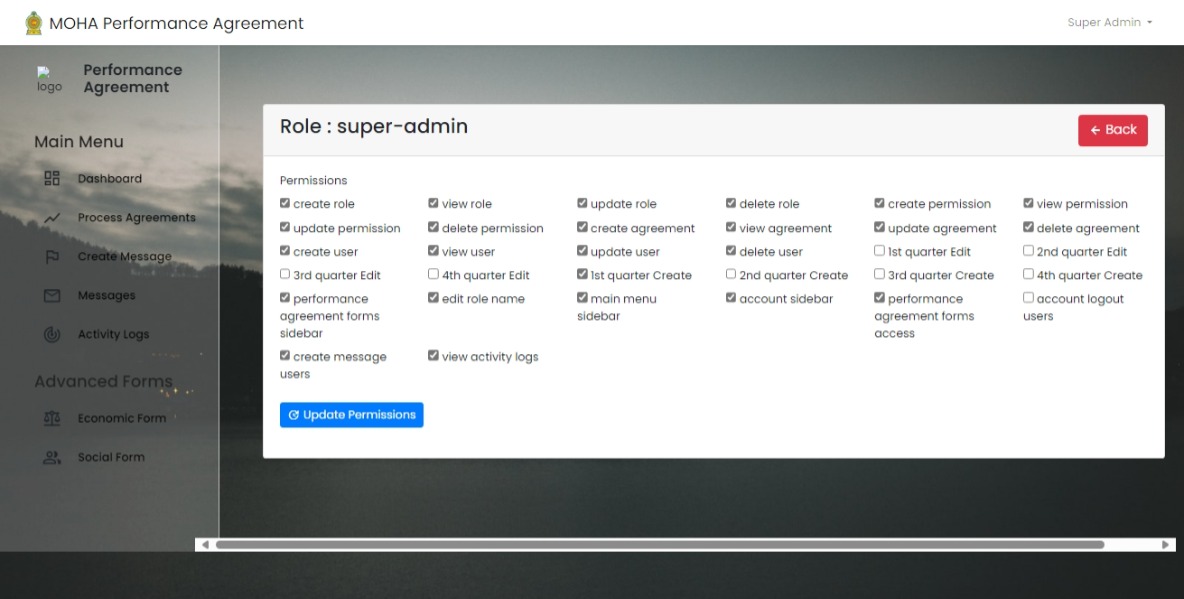 MOHA Performance Agreement
Super Admin
logo
Performance
Agreement
Main Menu
Dashboard
Process Agreements
Create Message
Messages
Activity Logs
Advanced Forms
Economic Form
Social Form
Role : super-admin
Back
Permissions
create role view role update role delete role create permission view permission
update permission delete permission create agreement view agreement update agreement delete agreement
create user view user update user delete user 1st quarter Edit 2nd quarter Edit
3rd quarter Edit 4th quarter Edit 1st quarter Create 2nd quarter Create 3rd quarter Create 4th quarter Create
performance edit role name main menu account sidebar performance account logout
agreement forms sidebar agreement forms users
sidebar access
create message view activity logs
users
Update Permissions